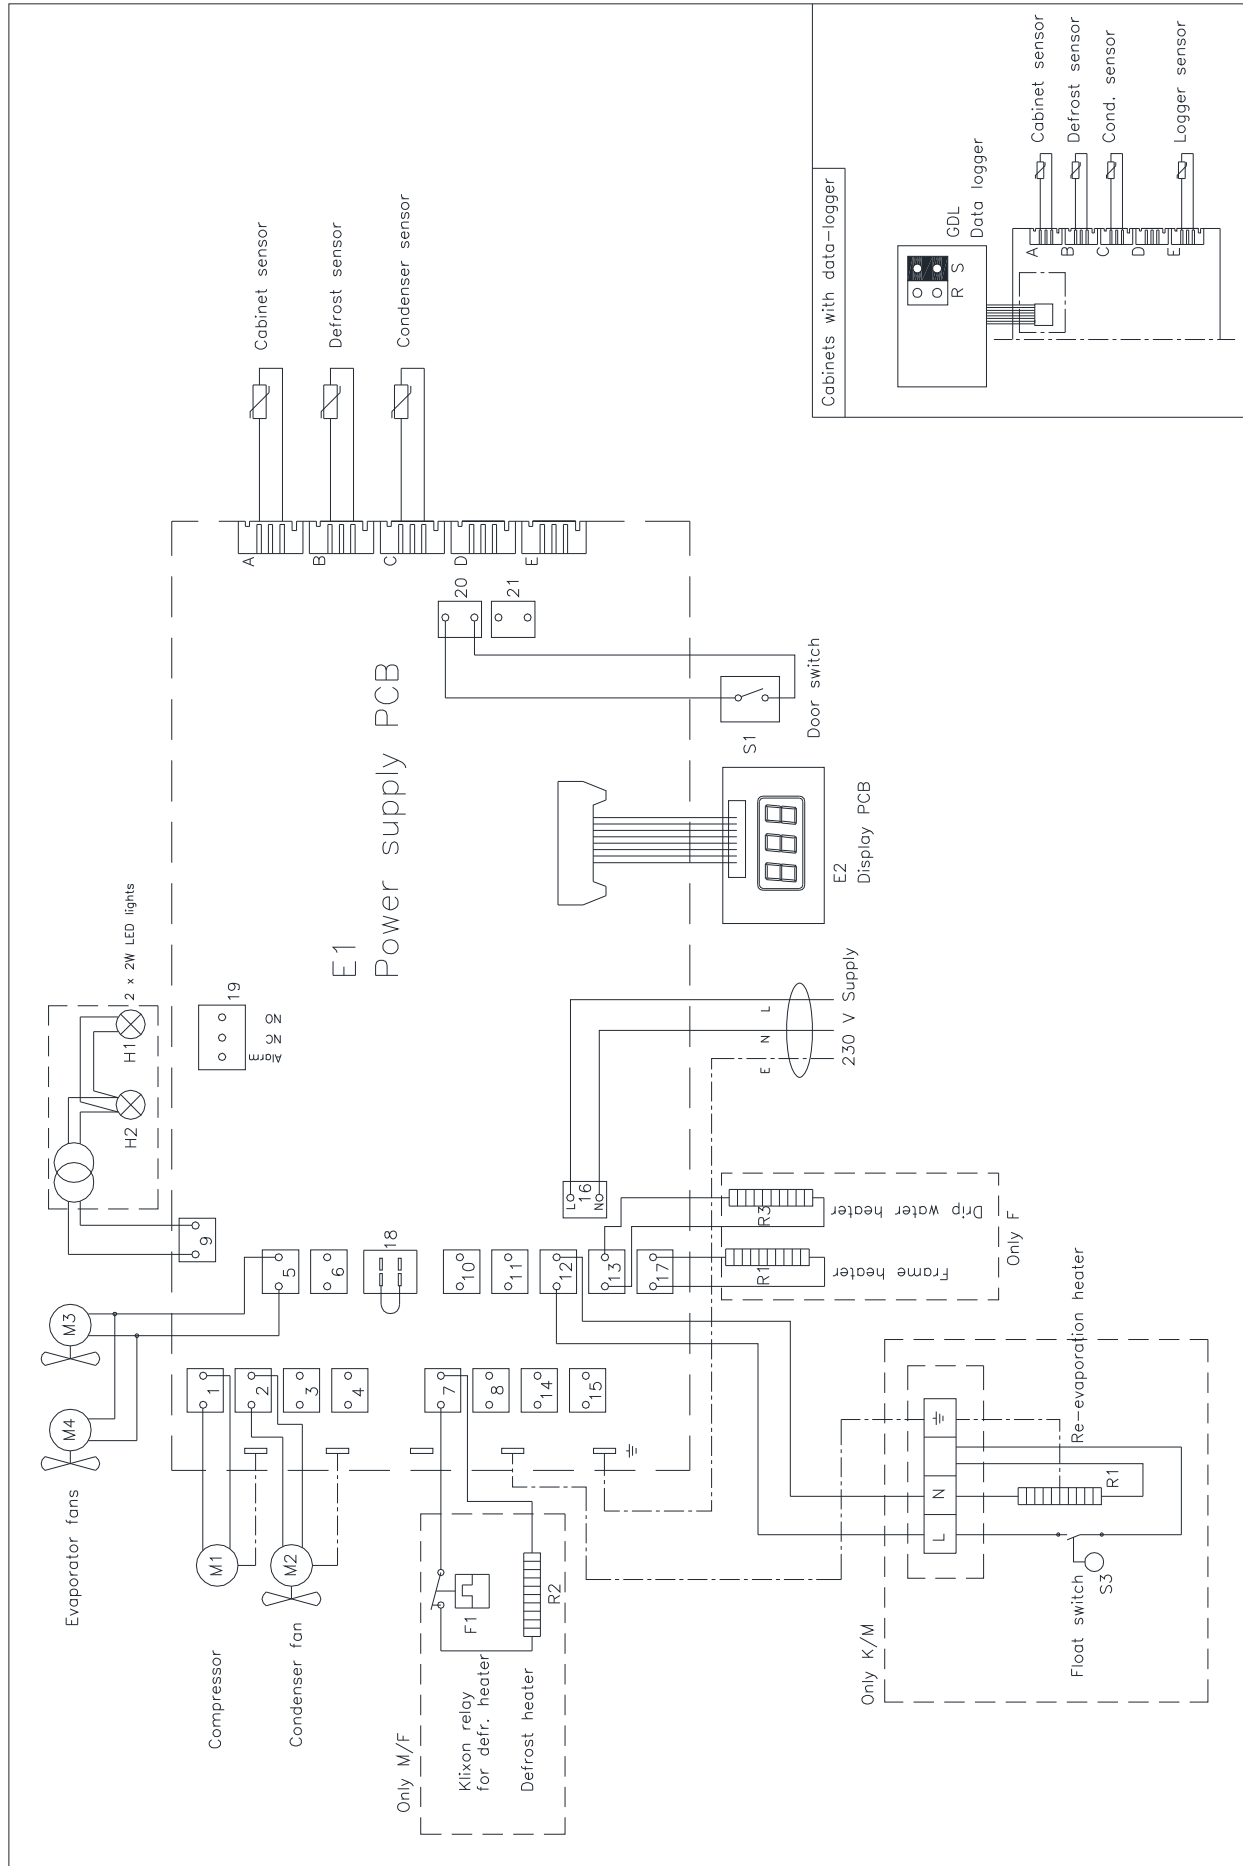 Evaporator fans
M4
M3
2 x 2W LED lights
H2
H1
Compressor
M1
Condenser fan
M2
Only M/F
Klixon relay
for defr. heater
F1
Defrost heater
R2
1
2
3
4
7
8
14
15
5
6
18
9
10
11
12
13
17
19
Alarm
NC
NO
E1
Power supply PCB
L
16
N
20
21
A
B
C
D
E
Cabinet sensor
Defrost sensor
Condenser sensor
S1
Door switch
E2
Display PCB
E
N
L
230 V Supply
R3
Drip water heater
R1
Frame heater
Only F
Only K/M
L
N
Re-evaporation heater
R1
Float switch
S3
Cabinets with data-logger
R
S
GDL
Data logger
A
B
C
D
E
Cabinet sensor
Defrost sensor
Cond. sensor
Logger sensor